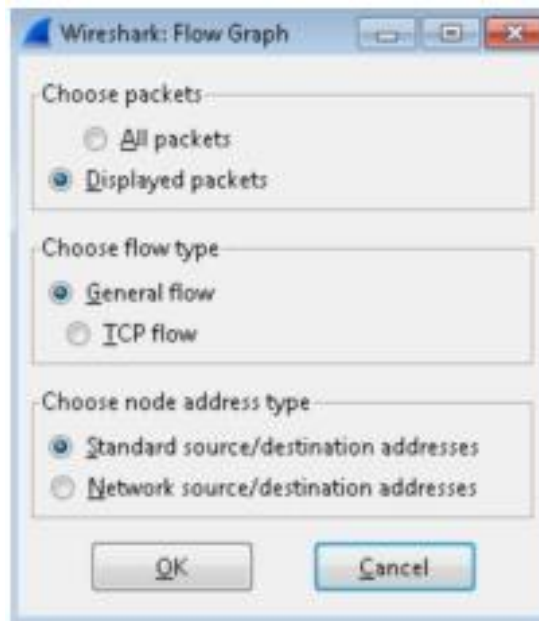 Wireshark: Flow Graph
Choose packets
All packets
Displayed packets
Choose flow type
General flow
TCP flow
Choose node address type
Standard source/destination addresses
Network source/destination addresses
OK
Cancel